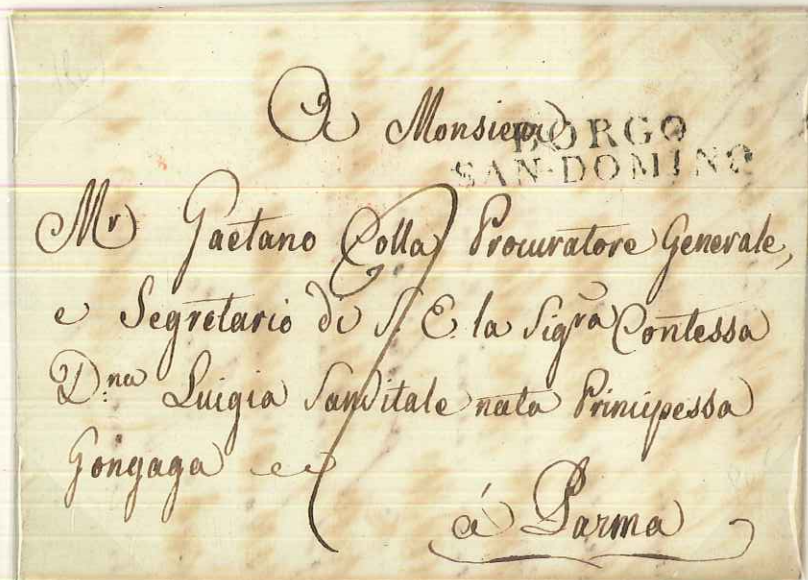 A Monsieur
BORGO
SAN-DOMINO
Mr Gaetano Colla Procuratore Generale,
e Segretario di S. E. la Sigra Contessa
D.na Luigia Sanvitale nata Principessa
Gonzaga
á Parma